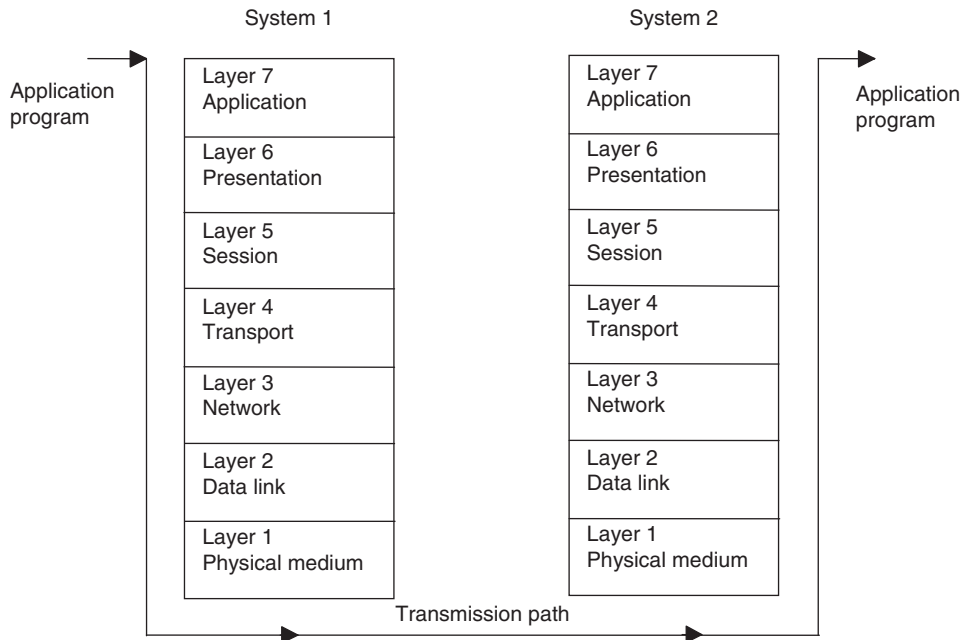 System 1
System 2
Application
program
Layer 7
Application
Layer 6
Presentation
Layer 5
Session
Layer 4
Transport
Layer 3
Network
Layer 2
Data link
Layer 1
Physical medium
Layer 7
Application
Layer 6
Presentation
Layer 5
Session
Layer 4
Transport
Layer 3
Network
Layer 2
Data link
Layer 1
Physical medium
Application
program
Transmission path